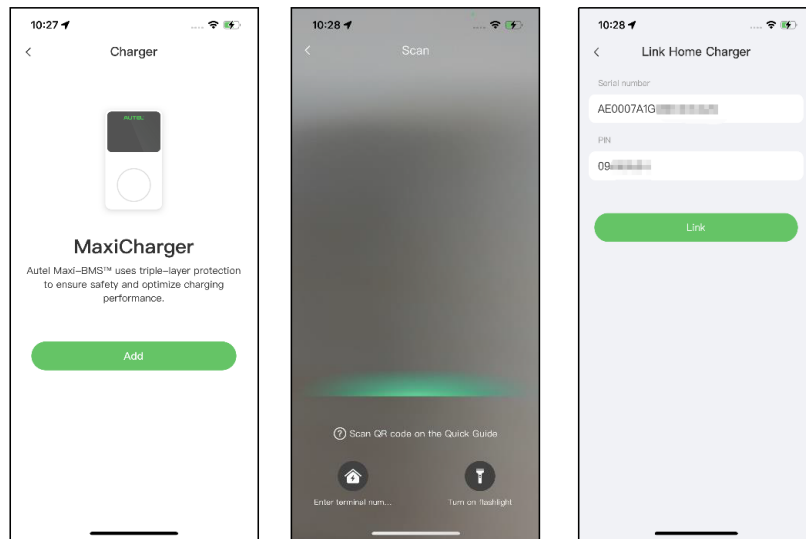 10:27
Charger
AUTEL
MaxiCharger
Autel Maxi-BMS™ uses triple-layer protection
to ensure safety and optimize charging
performance.
Add
10:28
Scan
Scan QR code on the Quick Guide
Enter terminal num...
Turn on flashlight
10:28
Link Home Charger
Serial number
AE0007A1G
PIN
09
Link